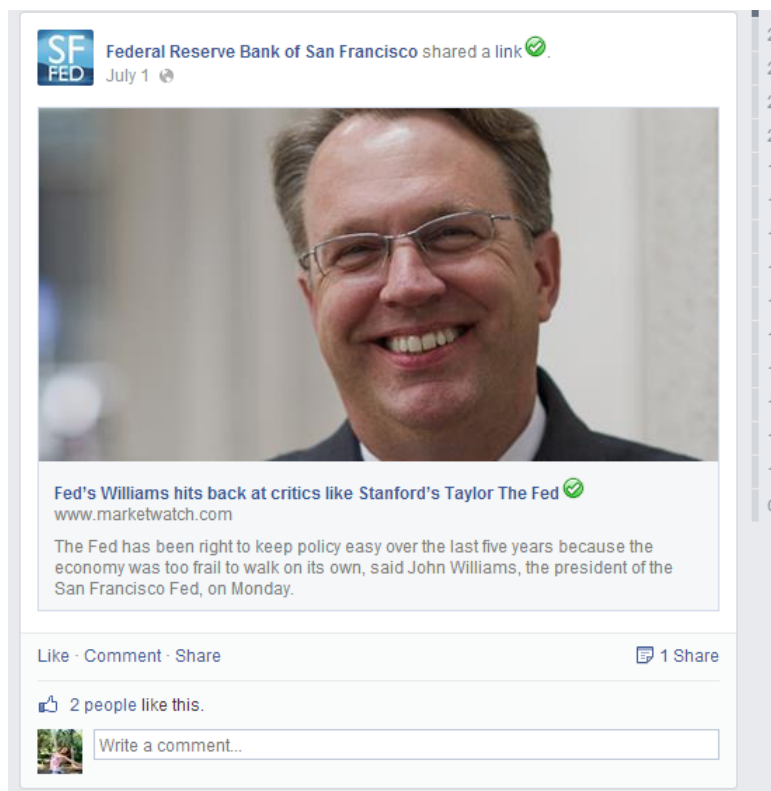 SF
FED
Federal Reserve Bank of San Francisco shared a link.
July 1
Fed's Williams hits back at critics like Stanford's Taylor The Fed
www.marketwatch.com
The Fed has been right to keep policy easy over the last five years because the
economy was too frail to walk on its own, said John Williams, the president of the
San Francisco Fed, on Monday.
Like · Comment · Share
1 Share
2 people like this.
Write a comment...